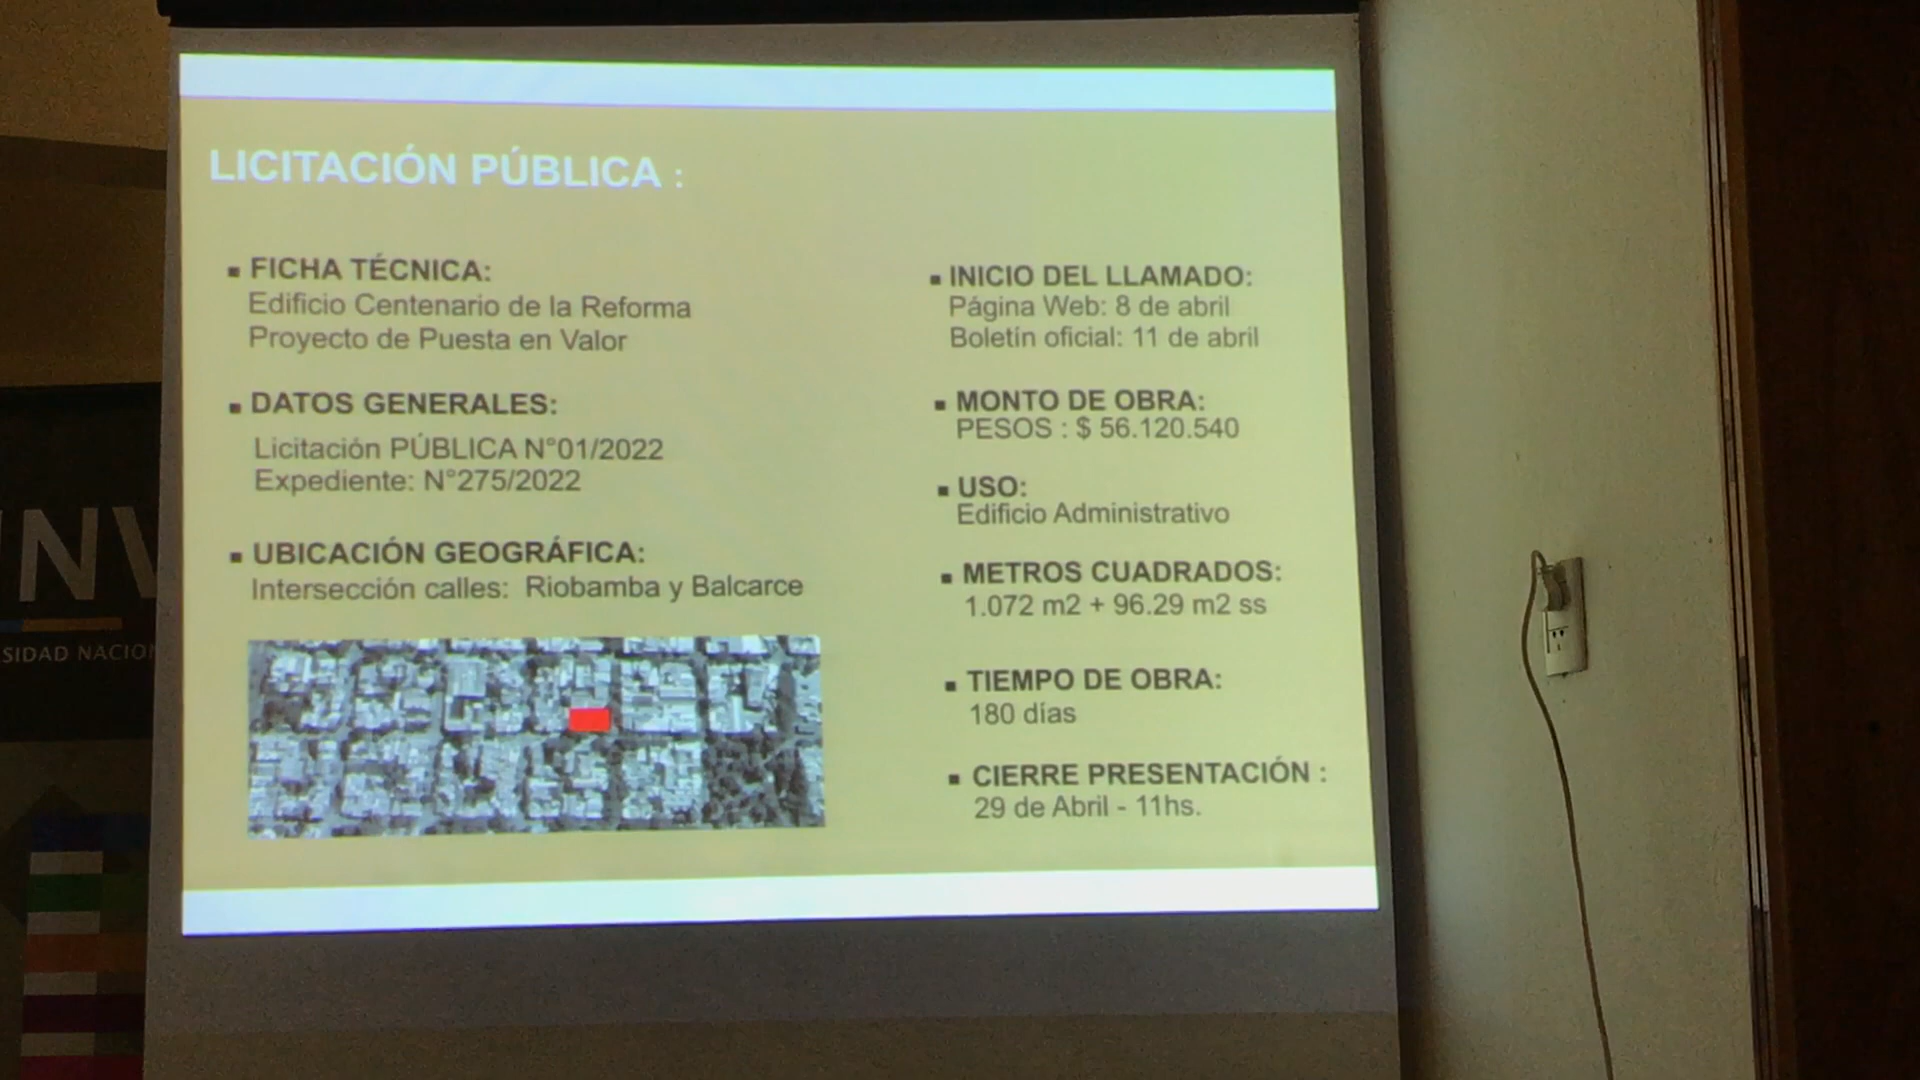 LICITACIÓN PÚBLICA :
▪ FICHA TÉCNICA:
Edificio Centenario de la Reforma
Proyecto de Puesta en Valor
▪ DATOS GENERALES:
Licitación PÚBLICA N°01/2022
Expediente: N°275/2022
▪ UBICACIÓN GEOGRÁFICA:
Intersección calles: Riobamba y Balcarce
▪ INICIO DEL LLAMADO:
Página Web: 8 de abril
Boletín oficial: 11 de abril
▪ MONTO DE OBRA:
PESOS : $ 56.120.540
▪ USO:
Edificio Administrativo
▪ METROS CUADRADOS:
1.072 m2 + 96.29 m2 ss
▪ TIEMPO DE OBRA:
180 días
▪ CIERRE PRESENTACIÓN :
29 de Abril - 11hs.